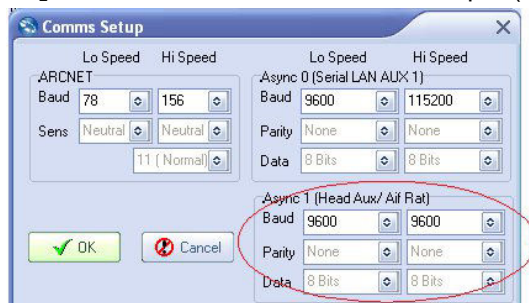 Comms Setup
Lo Speed Hi Speed
ARCNET
Baud 78 156
Sens Neutral Neutral
11 ( Normal)
Lo Speed Hi Speed
Async 0 (Serial LAN AUX 1)
Baud 9600 115200
Parity None None
Data 8 Bits 8 Bits
Async 1 (Head Aux/ Aif Rat)
Baud 9600 9600
Parity None None
Data 8 Bits 8 Bits
OK Cancel